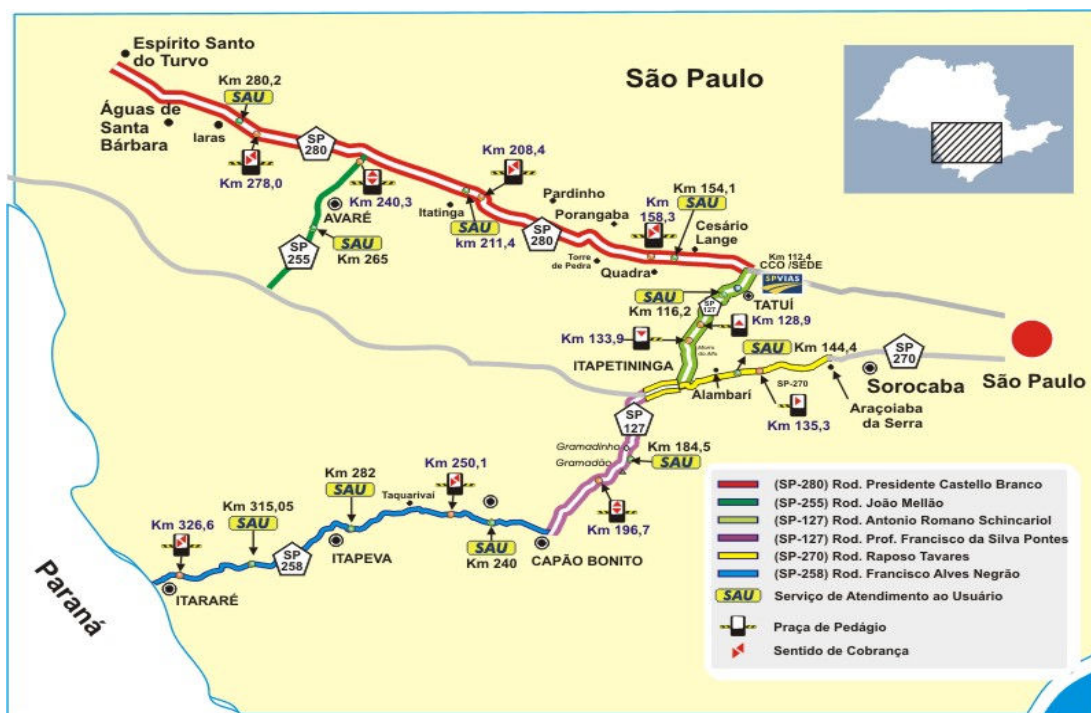 Espírito Santo
do Turvo
São Paulo
Km 280,2
SAU
Águas de
Santa
Bárbara
Iaras
SP
280
Km 278,0
Km 240,3
AVARÉ
SAU
Km 265
SP
255
Km 208,4
Itatinga
SAU
km 211,4
Pardinho
Porangaba
SP
280
Torre
de Pedra
Quadra
Km
158,3
Km 154,1
SAU
Cesário
Lange
Km 112,4
CCO /SEDE
SPVIAS
TATUÍ
SAU
Km 116,2
SP
127
Km 128,9
Km 133,9
ITAPETININGA
SAU
Km 144,4
SP
270
Sorocaba
São Paulo
Alambarí
SP-270
Km 135,3
Araçoiaba
da Serra
SP
127
Gramadinho
Gramadão
Km 184,5
SAU
Km 196,7
Km 250,1
Km 282
SAU
Taquarivaí
Km 315,05
SAU
Km 326,6
SP
258
ITAPEVA
SAU
Km 240
CAPÃO BONITO
ITARARÉ
Paraná
(SP-280) Rod. Presidente Castello Branco
(SP-255) Rod. João Mellão
(SP-127) Rod. Antonio Romano Schincariol
(SP-127) Rod. Prof. Francisco da Silva Pontes
(SP-270) Rod. Raposo Tavares
(SP-258) Rod. Francisco Alves Negrão
SAU Serviço de Atendimento ao Usuário
Praça de Pedágio
Sentido de Cobrança